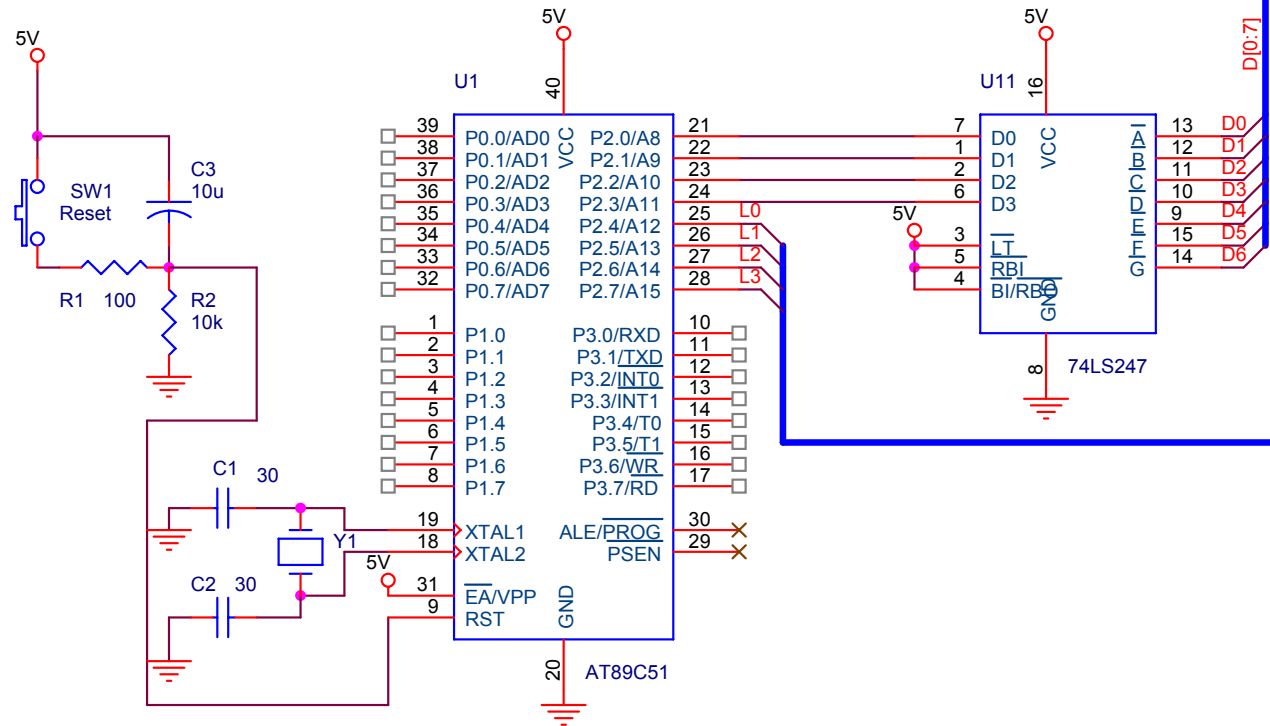 5V
SW1
Reset
C3
10u
R1 100
R2
10k
C1 30
C2 30
Y1
5V
U1
5V
40
VCC
39 P0.0/AD0
38 P0.1/AD1
37 P0.2/AD2
36 P0.3/AD3
35 P0.4/AD4
34 P0.5/AD5
33 P0.6/AD6
32 P0.7/AD7
1 P1.0
2 P1.1
3 P1.2
4 P1.3
5 P1.4
6 P1.5
7 P1.6
8 P1.7
19 XTAL1
18 XTAL2
31 EA/VPP
9 RST
P2.0/A8 21
P2.1/A9 22
P2.2/A10 23
P2.3/A11 24
P2.4/A12 25 L0
P2.5/A13 26 L1
P2.6/A14 27 L2
P2.7/A15 28 L3
P3.0/RXD 10
P3.1/TXD 11
P3.2/INT0 12
P3.3/INT1 13
P3.4/T0 14
P3.5/T1 15
P3.6/WR 16
P3.7/RD 17
ALE/PROG 30
PSEN 29
GND
20
AT89C51
U11
5V
16
VCC
7 D0
1 D1
2 D2
6 D3
5V
3 LT
5 RBI
4 BI/RBO
A 13 D0
B 12 D1
C 11 D2
D 10 D3
E 9 D4
F 15 D5
G 14 D6
GND
8
74LS247
D[0:7]